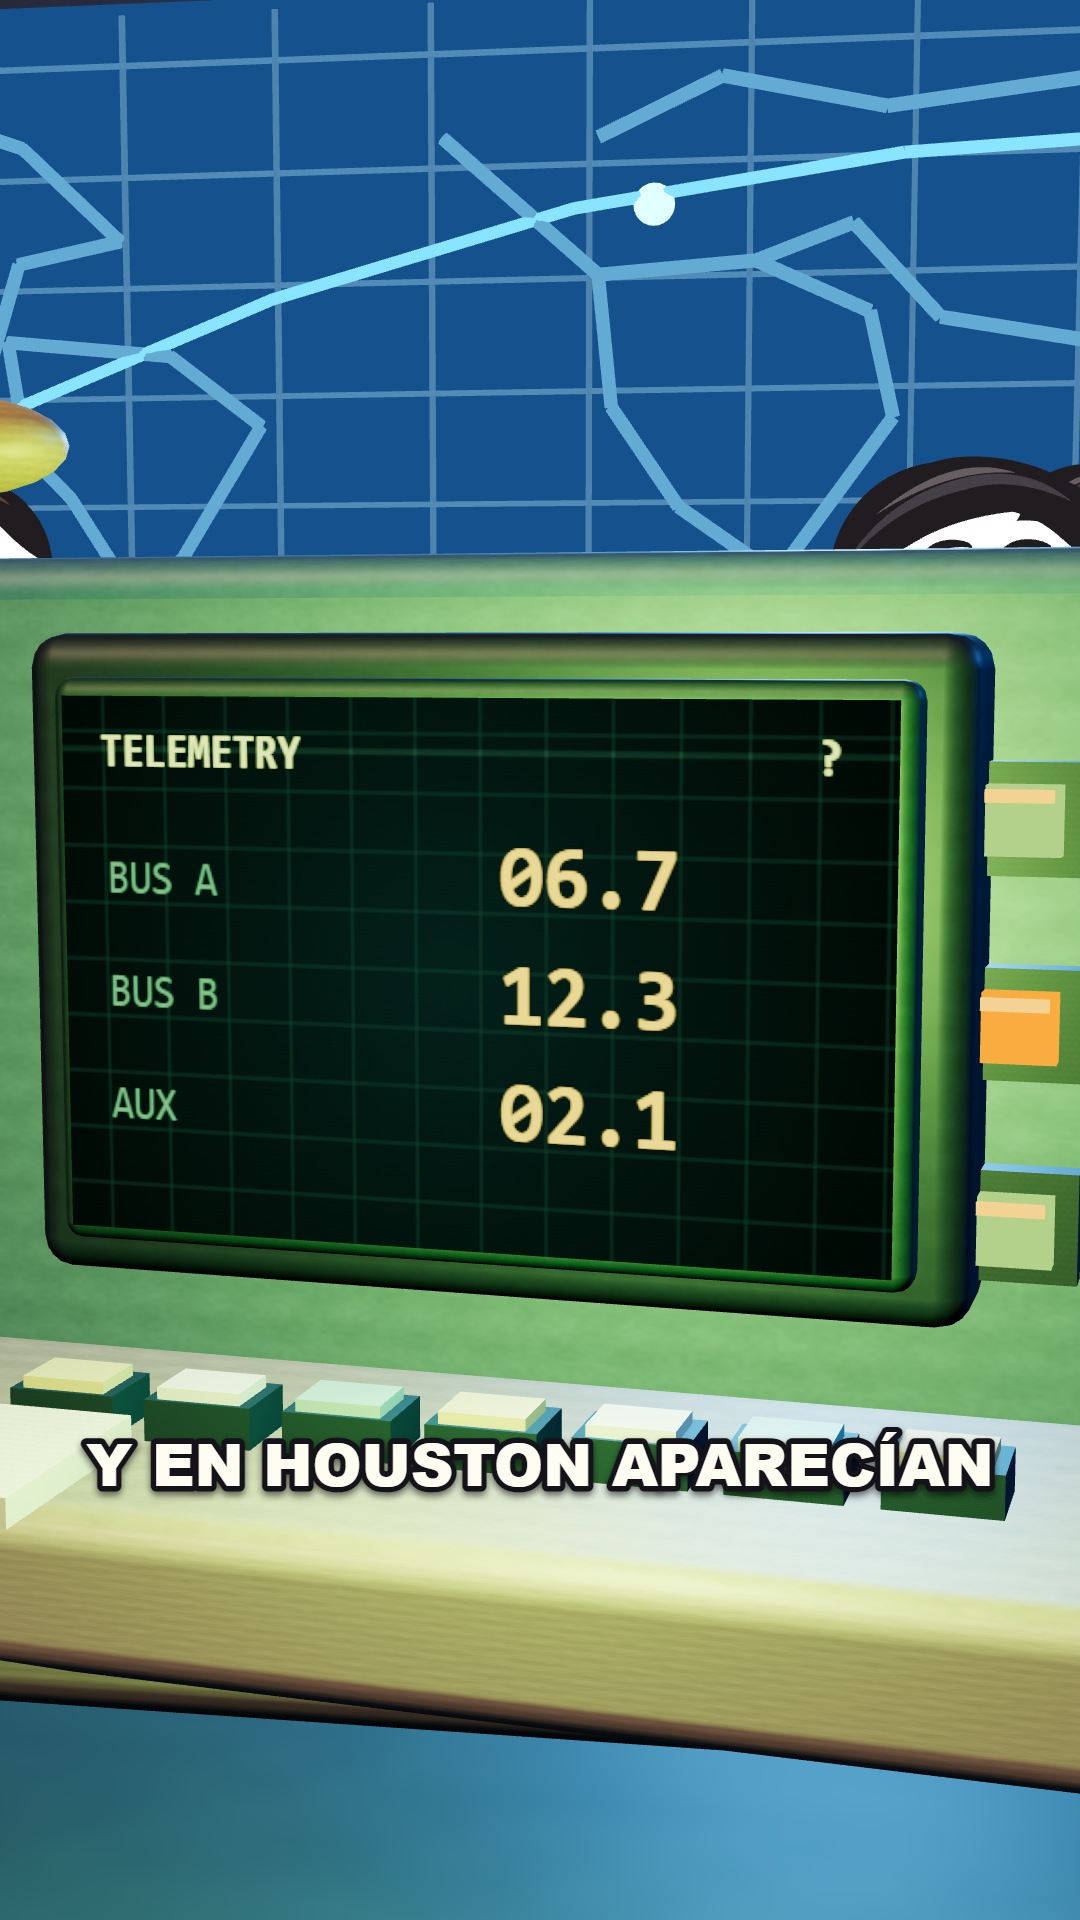 TELEMETRY ?
BUS A 06.7
BUS B 12.3
AUX 02.1
Y EN HOUSTON APARECÍAN